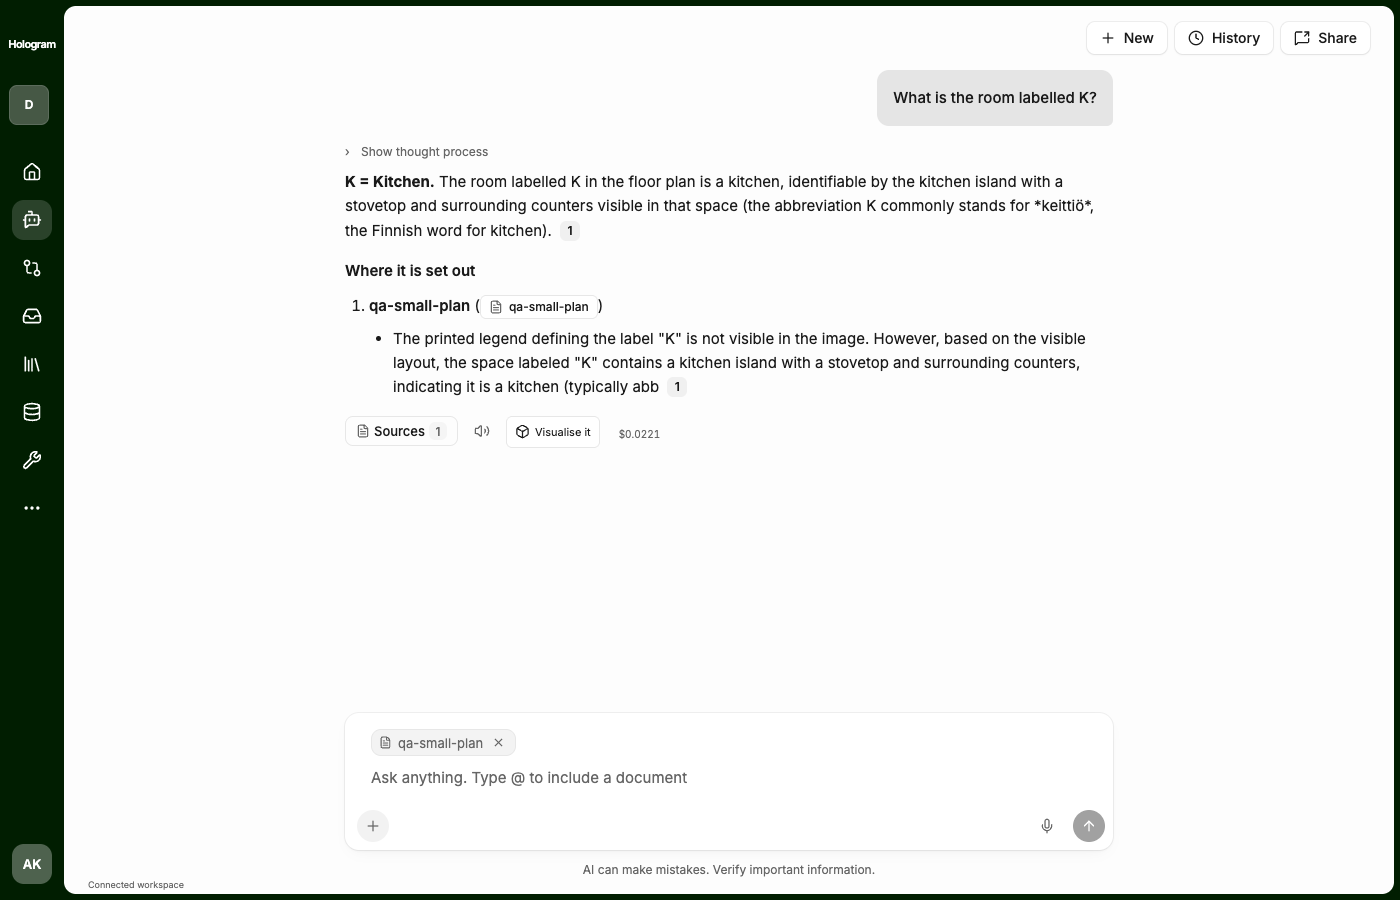 Hologram
D
New
History
Share
What is the room labelled K?
Show thought process
K = Kitchen. The room labelled K in the floor plan is a kitchen, identifiable by the kitchen island with a
stovetop and surrounding counters visible in that space (the abbreviation K commonly stands for *keittiö*,
the Finnish word for kitchen). 1
Where it is set out
1. qa-small-plan ( qa-small-plan )
• The printed legend defining the label "K" is not visible in the image. However, based on the visible
layout, the space labeled "K" contains a kitchen island with a stovetop and surrounding counters,
indicating it is a kitchen (typically abb 1
Sources 1
Visualise it
$0.0221
qa-small-plan
Ask anything. Type @ to include a document
AI can make mistakes. Verify important information.
AK
Connected workspace